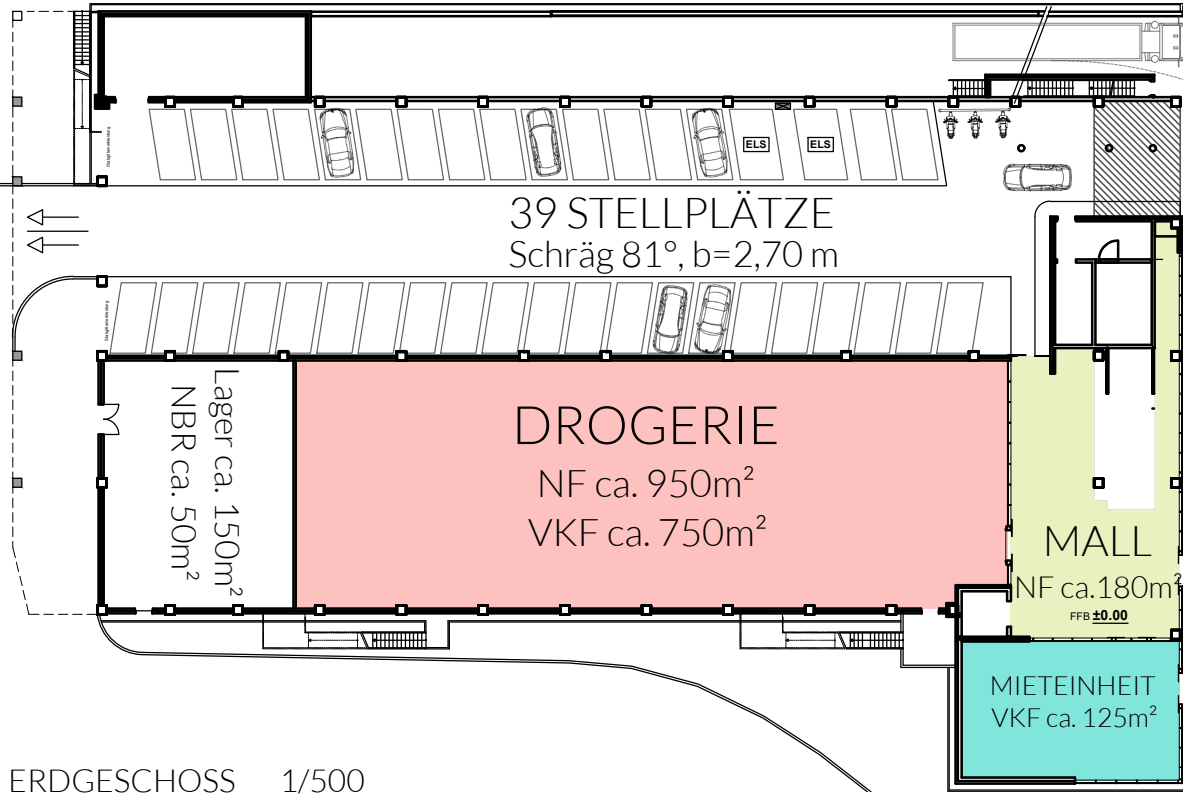 ELS
ELS
39 STELLPLÄTZE
Schräg 81°, b=2,70 m
Lager ca. 150m²
NBR ca. 50m²
DROGERIE
NF ca. 950m²
VKF ca. 750m²
MALL
NF ca.180m²
FFB ±0.00
MIETEINHEIT
VKF ca. 125m²
ERDGESCHOSS 1/500